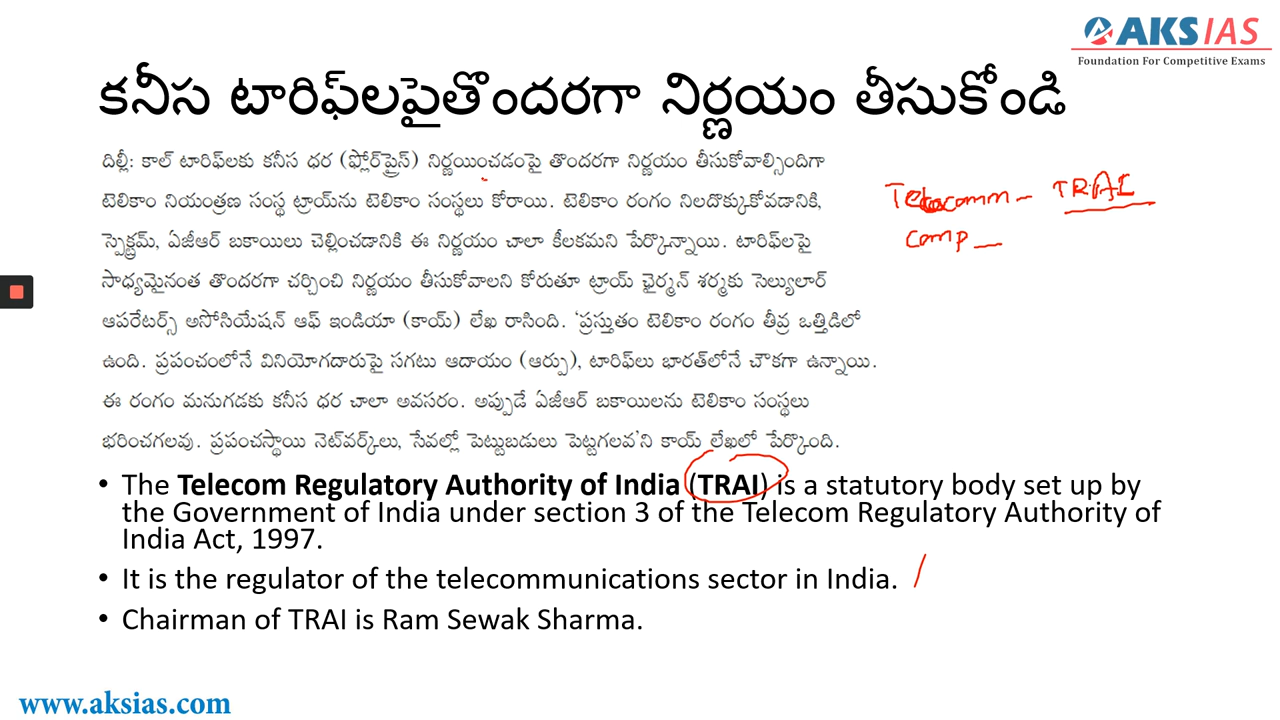 AKS IAS
Foundation For Competitive Exams
కనీస టారిఫ్‌లపైతొందరగా నిర్ణయం తీసుకోండి
దిల్లీ: కాల్ టారిఫ్‌లకు కనీస ధర (ఫ్లోర్‌ప్రైస్) నిర్ణయించడంపై తొందరగా నిర్ణయం తీసుకోవాల్సిందిగా
టెలికాం నియంత్రణ సంస్థ ట్రాయ్‌ను టెలికాం సంస్థలు కోరాయి. టెలికాం రంగం నిలదొక్కుకోవడానికి,
స్పెక్ట్రమ్, ఏజీఆర్ బకాయిలు చెల్లించడానికి ఈ నిర్ణయం చాలా కీలకమని పేర్కొన్నాయి. టారిఫ్‌లపై
సాధ్యమైనంత తొందరగా చర్చించి నిర్ణయం తీసుకోవాలని కోరుతూ ట్రాయ్ ఛైర్మన్ శర్మకు సెల్యులార్
ఆపరేటర్స్ అసోసియేషన్ ఆఫ్ ఇండియా (కాయ్) లేఖ రాసింది. 'ప్రస్తుతం టెలికాం రంగం తీవ్ర ఒత్తిడిలో
ఉంది. ప్రపంచంలోనే వినియోగదారుపై సగటు ఆదాయం (ఆర్పు), టారిఫ్‌లు భారత్‌లోనే చౌకగా ఉన్నాయి.
ఈ రంగం మనుగడకు కనీస ధర చాలా అవసరం. అప్పుడే ఏజీఆర్ బకాయిలను టెలికాం సంస్థలు
భరించగలవు. ప్రపంచస్థాయి నెట్‌వర్క్‌లు, సేవల్లో పెట్టుబడులు పెట్టగలవ'ని కాయ్ లేఖలో పేర్కొంది.
TRAI
comp
• The Telecom Regulatory Authority of India (TRAI) is a statutory body set up by
the Government of India under section 3 of the Telecom Regulatory Authority of
India Act, 1997.
• It is the regulator of the telecommunications sector in India.
• Chairman of TRAI is Ram Sewak Sharma.
www.aksias.com